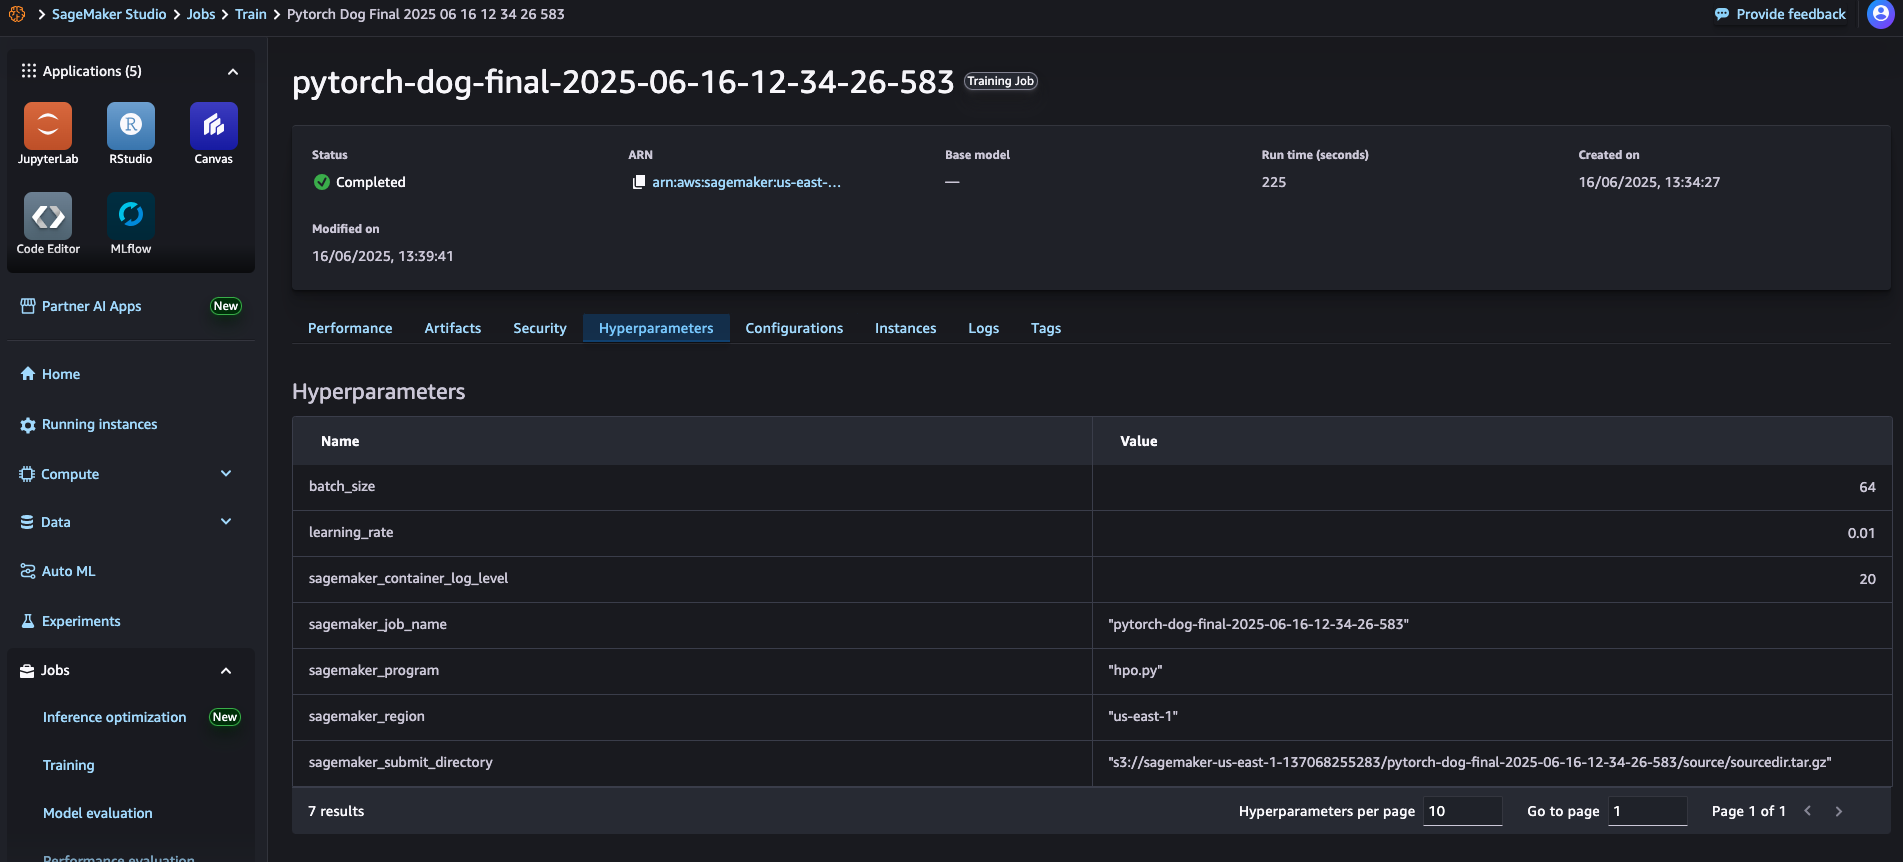 SageMaker Studio > Jobs > Train > Pytorch Dog Final 2025 06 16 12 34 26 583
Provide feedback
Applications (5)
JupyterLab
RStudio
Canvas
Code Editor
MLflow
Partner AI Apps
New
Home
Running instances
Compute
Data
Auto ML
Experiments
Jobs
Inference optimization
New
Training
Model evaluation
Performance evaluation
pytorch-dog-final-2025-06-16-12-34-26-583
Training Job
Status
Completed
ARN
arn:aws:sagemaker:us-east-...
Base model
—
Run time (seconds)
225
Created on
16/06/2025, 13:34:27
Modified on
16/06/2025, 13:39:41
Performance Artifacts Security Hyperparameters Configurations Instances Logs Tags
Hyperparameters
Name Value
batch_size 64
learning_rate 0.01
sagemaker_container_log_level 20
sagemaker_job_name "pytorch-dog-final-2025-06-16-12-34-26-583"
sagemaker_program "hpo.py"
sagemaker_region "us-east-1"
sagemaker_submit_directory "s3://sagemaker-us-east-1-137068255283/pytorch-dog-final-2025-06-16-12-34-26-583/source/sourcedir.tar.gz"
7 results Hyperparameters per page 10 Go to page 1 Page 1 of 1